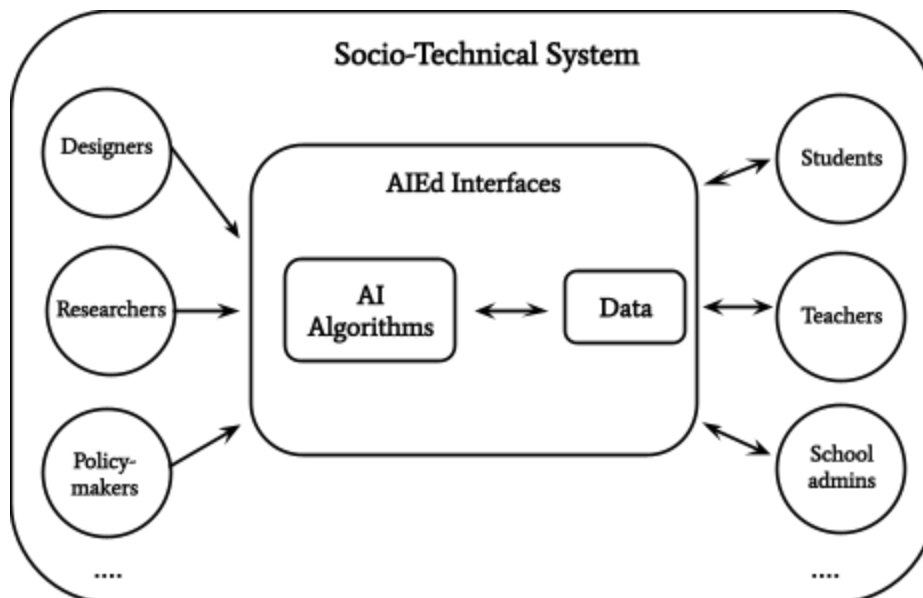 Socio-Technical System
Designers
Researchers
Policy-
makers
....
AIEd Interfaces
AI
Algorithms
Data
Students
Teachers
School
admins
....